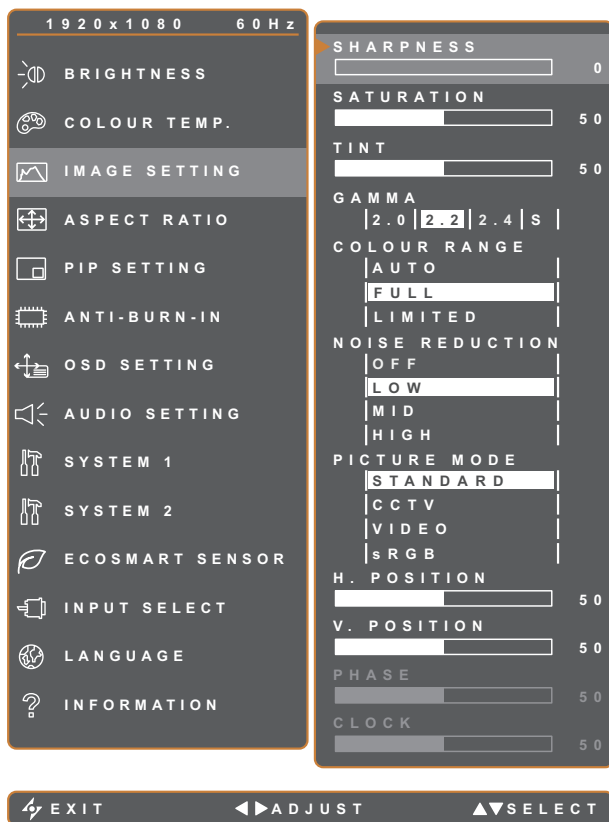 1920x1080 60Hz
BRIGHTNESS
COLOUR TEMP.
IMAGE SETTING
ASPECT RATIO
PIP SETTING
ANTI-BURN-IN
OSD SETTING
AUDIO SETTING
SYSTEM 1
SYSTEM 2
ECOSMART SENSOR
INPUT SELECT
LANGUAGE
INFORMATION
SHARPNESS
0
SATURATION
50
TINT
50
GAMMA
2.0 2.2 2.4 S
COLOUR RANGE
AUTO
FULL
LIMITED
NOISE REDUCTION
OFF
LOW
MID
HIGH
PICTURE MODE
STANDARD
CCTV
VIDEO
sRGB
H. POSITION
50
V. POSITION
50
PHASE
50
CLOCK
50
EXIT ADJUST SELECT